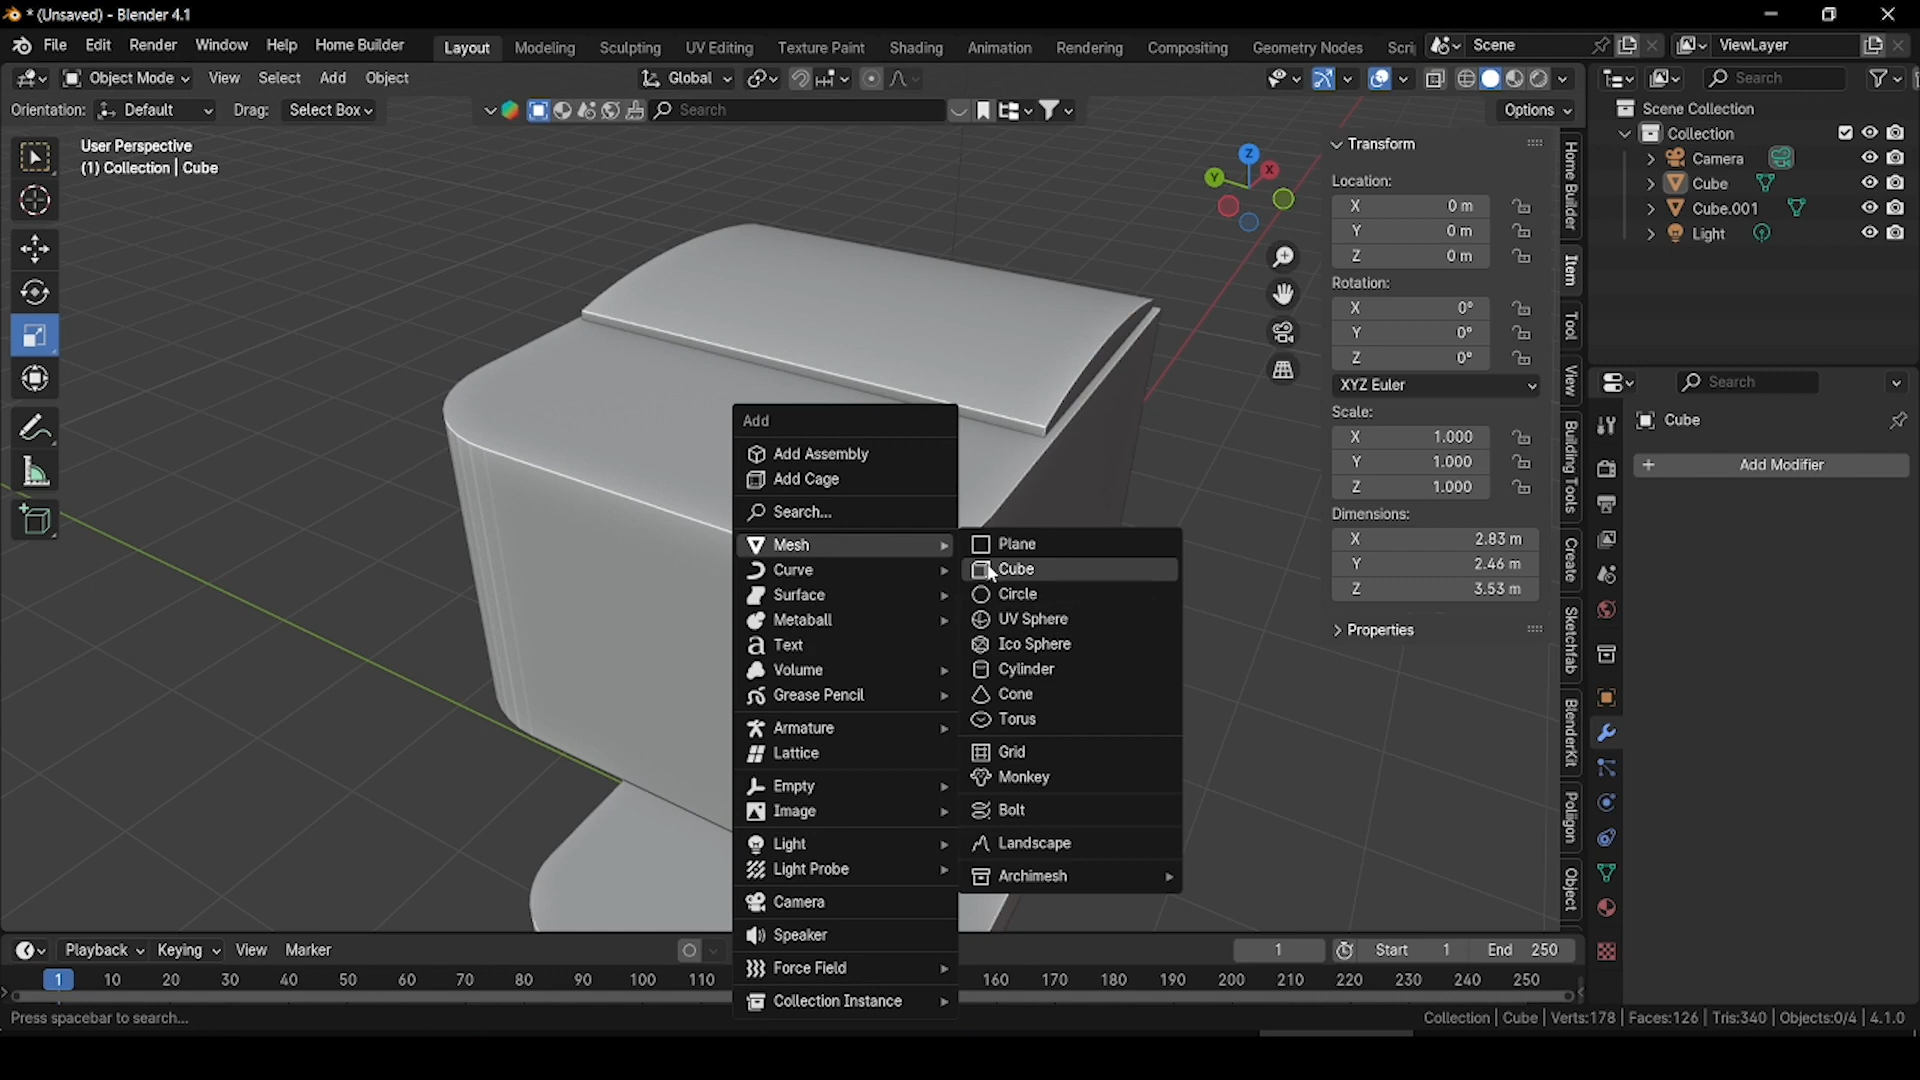 * (Unsaved) - Blender 4.1
File Edit Render Window Help Home Builder Layout Modeling Sculpting UV Editing Texture Paint Shading Animation Rendering Compositing Geometry Nodes Scri Scene ViewLayer
Object Mode View Select Add Object Global Search
Orientation: Default Drag: Select Box Search Options
User Perspective
(1) Collection | Cube
Z
X
Y
Transform
Location:
X 0 m
Y 0 m
Z 0 m
Rotation:
X 0°
Y 0°
Z 0°
XYZ Euler
Scale:
X 1.000
Y 1.000
Z 1.000
Dimensions:
X 2.83 m
Y 2.46 m
Z 3.53 m
Properties
Home Builder
Item
Tool
View
Building Tools
Create
Sketchfab
BlenderKit
Poliigon
Object
Scene Collection
Collection
Camera
Cube
Cube.001
Light
Search
Cube
+ Add Modifier
Add
Add Assembly
Add Cage
Search...
Mesh
Curve
Surface
Metaball
Text
Volume
Grease Pencil
Armature
Lattice
Empty
Image
Light
Light Probe
Camera
Speaker
Force Field
Collection Instance
Plane
Cube
Circle
UV Sphere
Ico Sphere
Cylinder
Cone
Torus
Grid
Monkey
Bolt
Landscape
Archimesh
Playback Keying View Marker 1 Start 1 End 250
1 10 20 30 40 50 60 70 80 90 100 110 160 170 180 190 200 210 220 230 240 250
Press spacebar to search... Collection | Cube | Verts:178 | Faces:126 | Tris:340 | Objects:0/4 | 4.1.0